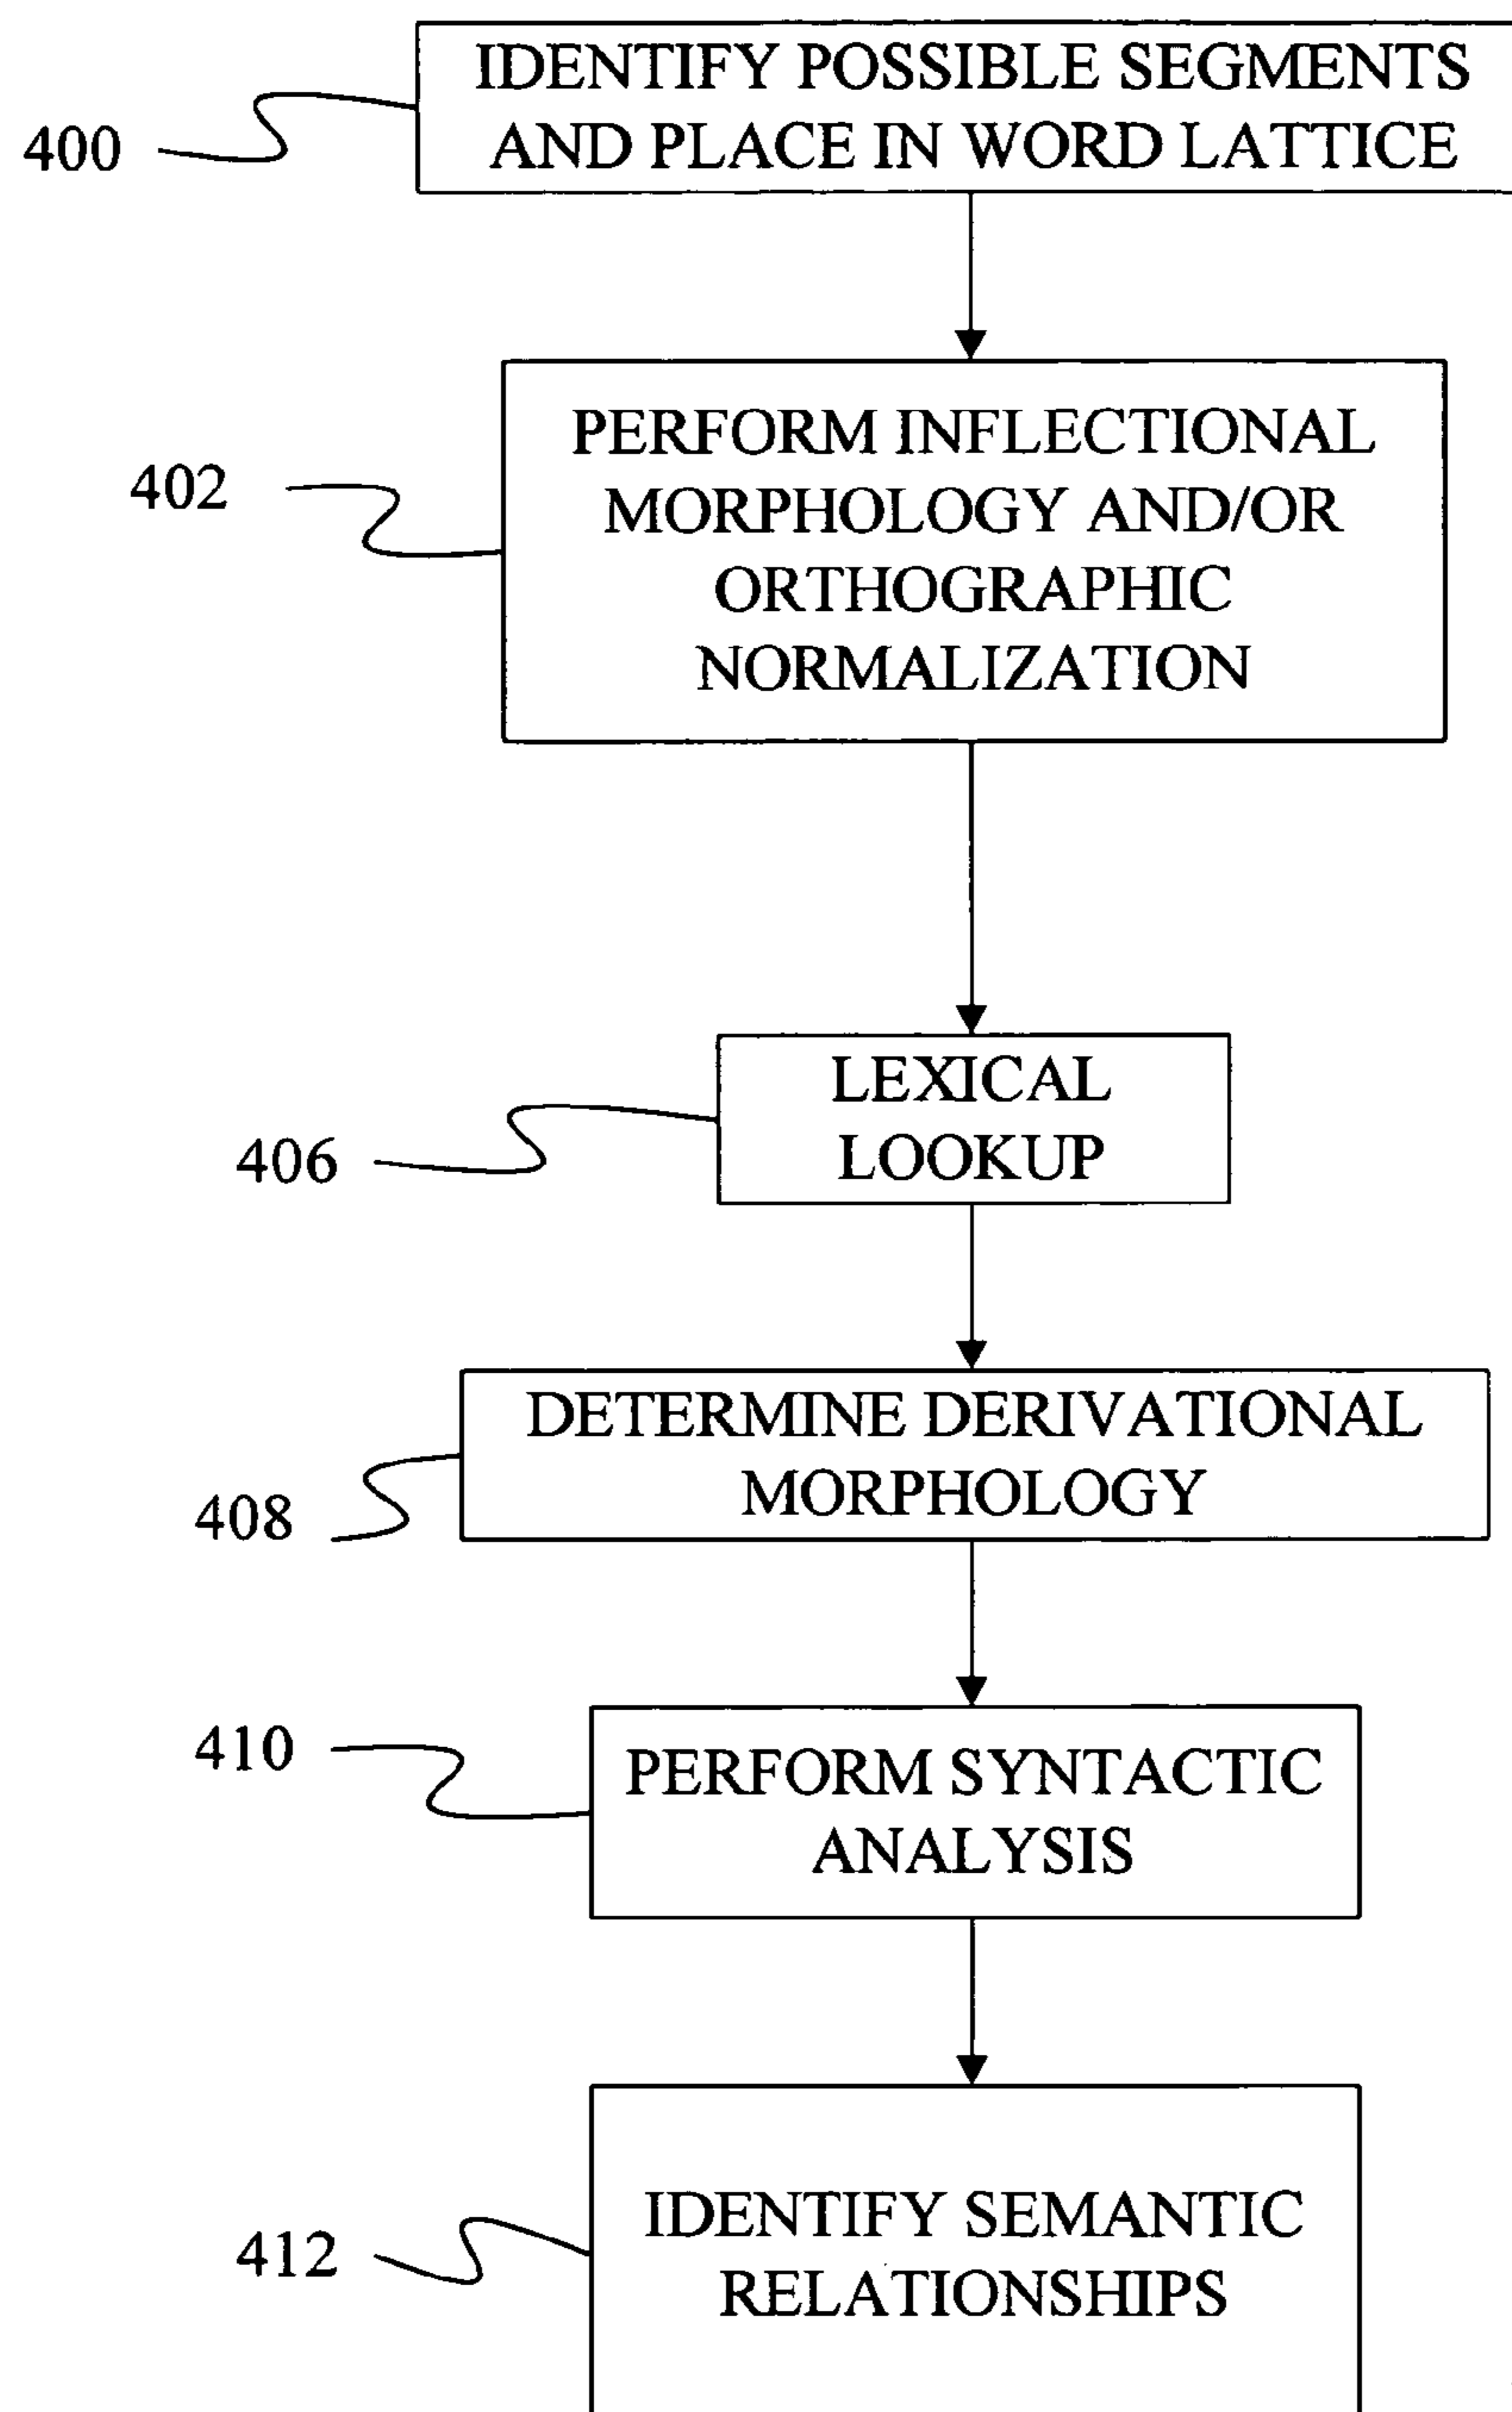 IDENTIFY POSSIBLE SEGMENTS
AND PLACE IN WORD LATTICE
400
PERFORM INFLECTIONAL
MORPHOLOGY AND/OR
ORTHOGRAPHIC
NORMALIZATION
402
LEXICAL
LOOKUP
406
DETERMINE DERIVATIONAL
MORPHOLOGY
408
PERFORM SYNTACTIC
ANALYSIS
410
IDENTIFY SEMANTIC
RELATIONSHIPS
412